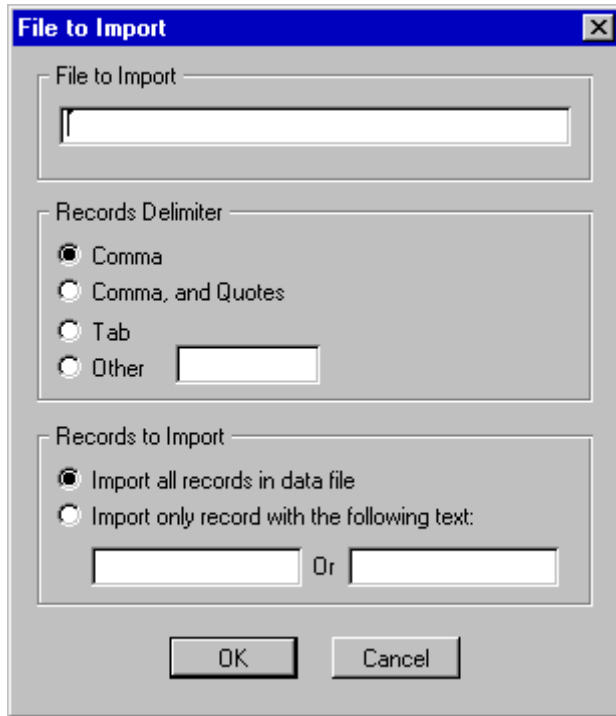 File to Import
File to Import
Records Delimiter
Comma
Comma, and Quotes
Tab
Other
Records to Import
Import all records in data file
Import only record with the following text:
Or
OK Cancel